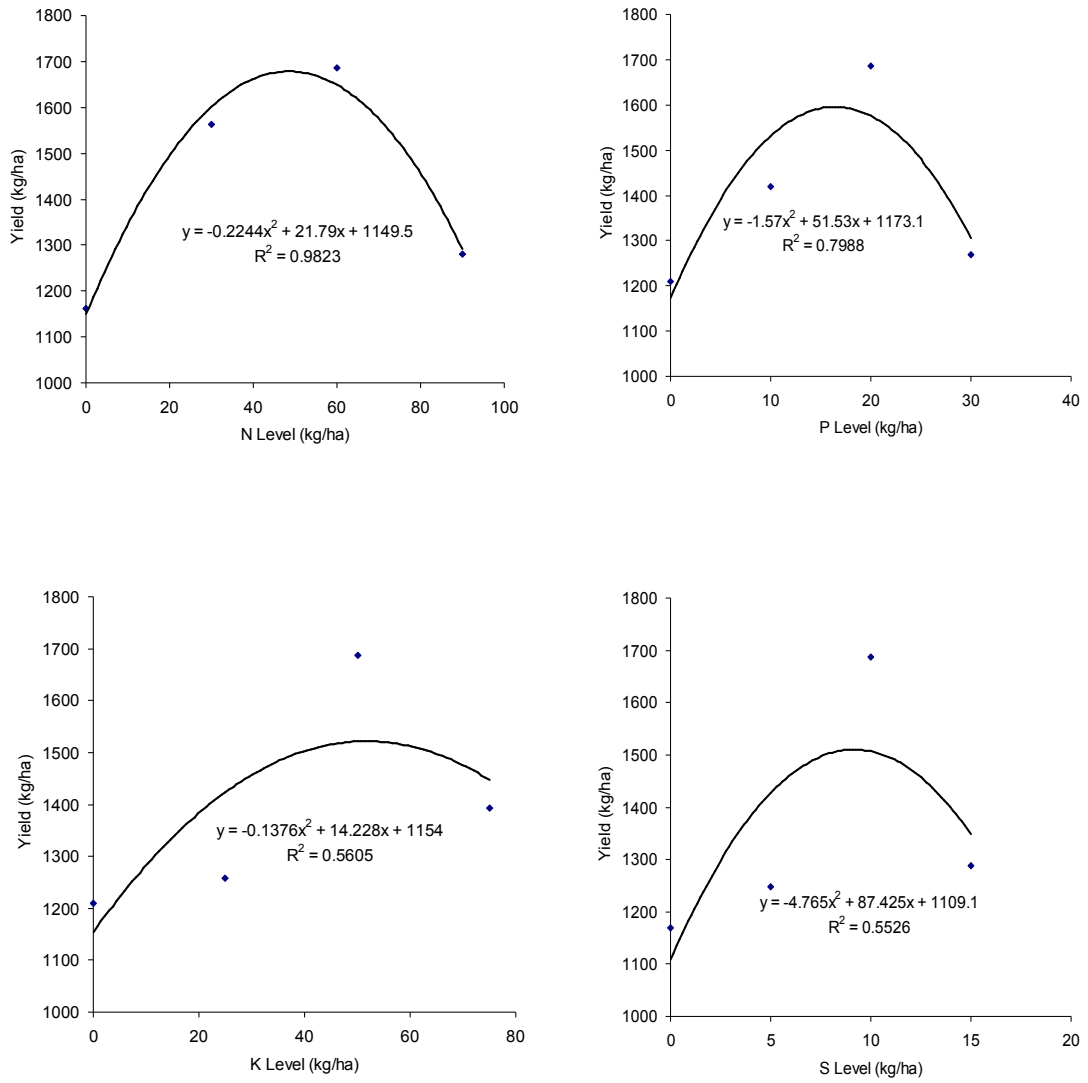 1800
1700
1600
1500
1400
1300
1200
1100
1000
Yield (kg/ha)
y = -0.2244x² + 21.79x + 1149.5
R² = 0.9823
0 20 40 60 80 100
N Level (kg/ha)
1800
1700
1600
1500
1400
1300
1200
1100
1000
Yield (kg/ha)
y = -1.57x² + 51.53x + 1173.1
R² = 0.7988
0 10 20 30 40
P Level (kg/ha)
1800
1700
1600
1500
1400
1300
1200
1100
1000
Yield (kg/ha)
y = -0.1376x² + 14.228x + 1154
R² = 0.5605
0 20 40 60 80
K Level (kg/ha)
1800
1700
1600
1500
1400
1300
1200
1100
1000
Yield (kg/ha)
y = -4.765x² + 87.425x + 1109.1
R² = 0.5526
0 5 10 15 20
S Level (kg/ha)